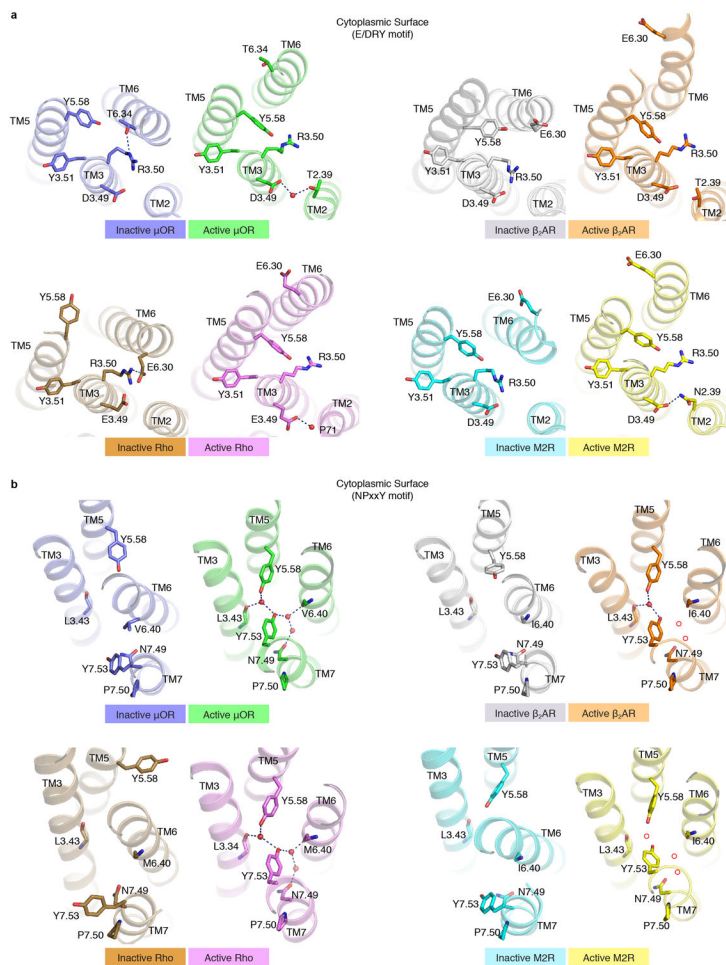 a
Cytoplasmic Surface
(E/DRY motif)
T6.34
TM6
TM6
T6.34
Y5.58
TM5
Y5.58
R3.50
Y3.51
TM3
D3.49
TM2
Y3.51
R3.50
TM3
T2.39
D3.49
TM2
Inactive μOR
Active μOR
TM5
TM6
Y5.58
E6.30
R3.50
Y3.51
TM3
D3.49
TM2
E6.30
TM6
TM5
Y5.58
R3.50
Y3.51
TM3
T2.39
D3.49
TM2
Inactive β₂AR
Active β₂AR
Y5.58
TM6
TM5
R3.50
E6.30
Y3.51
TM3
E3.49
TM2
E6.30
TM6
TM5
Y5.58
R3.50
Y3.51
TM3
E3.49
TM2
P71
Inactive Rho
Active Rho
E6.30
TM6
TM5
Y5.58
R3.50
Y3.51
TM3
D3.49
TM2
E6.30
TM6
TM5
Y5.58
R3.50
Y3.51
TM3
N2.39
D3.49
TM2
Inactive M2R
Active M2R
b
Cytoplasmic Surface
(NPxxY motif)
TM3
Y5.58
TM6
L3.43
V6.40
N7.49
Y7.53
P7.50
TM7
TM5
TM3
Y5.58
TM6
L3.43
V6.40
Y7.53
N7.49
P7.50
TM7
Inactive μOR
Active μOR
TM3
Y5.58
TM6
L3.43
I6.40
N7.49
Y7.53
P7.50
TM7
TM5
TM3
Y5.58
TM6
L3.43
I6.40
Y7.53
N7.49
P7.50
TM7
Inactive β₂AR
Active β₂AR
TM5
TM3
Y5.58
TM6
L3.43
M6.40
N7.49
Y7.53
P7.50
TM7
TM5
TM3
Y5.58
TM6
L3.34
M6.40
Y7.53
N7.49
P7.50
TM7
Inactive Rho
Active Rho
TM5
TM3
Y5.58
L3.43
TM6
I6.40
N7.49
Y7.53
P7.50
TM7
TM5
TM3
Y5.58
TM6
L3.43
I6.40
Y7.53
N7.49
P7.50
TM7
Inactive M2R
Active M2R